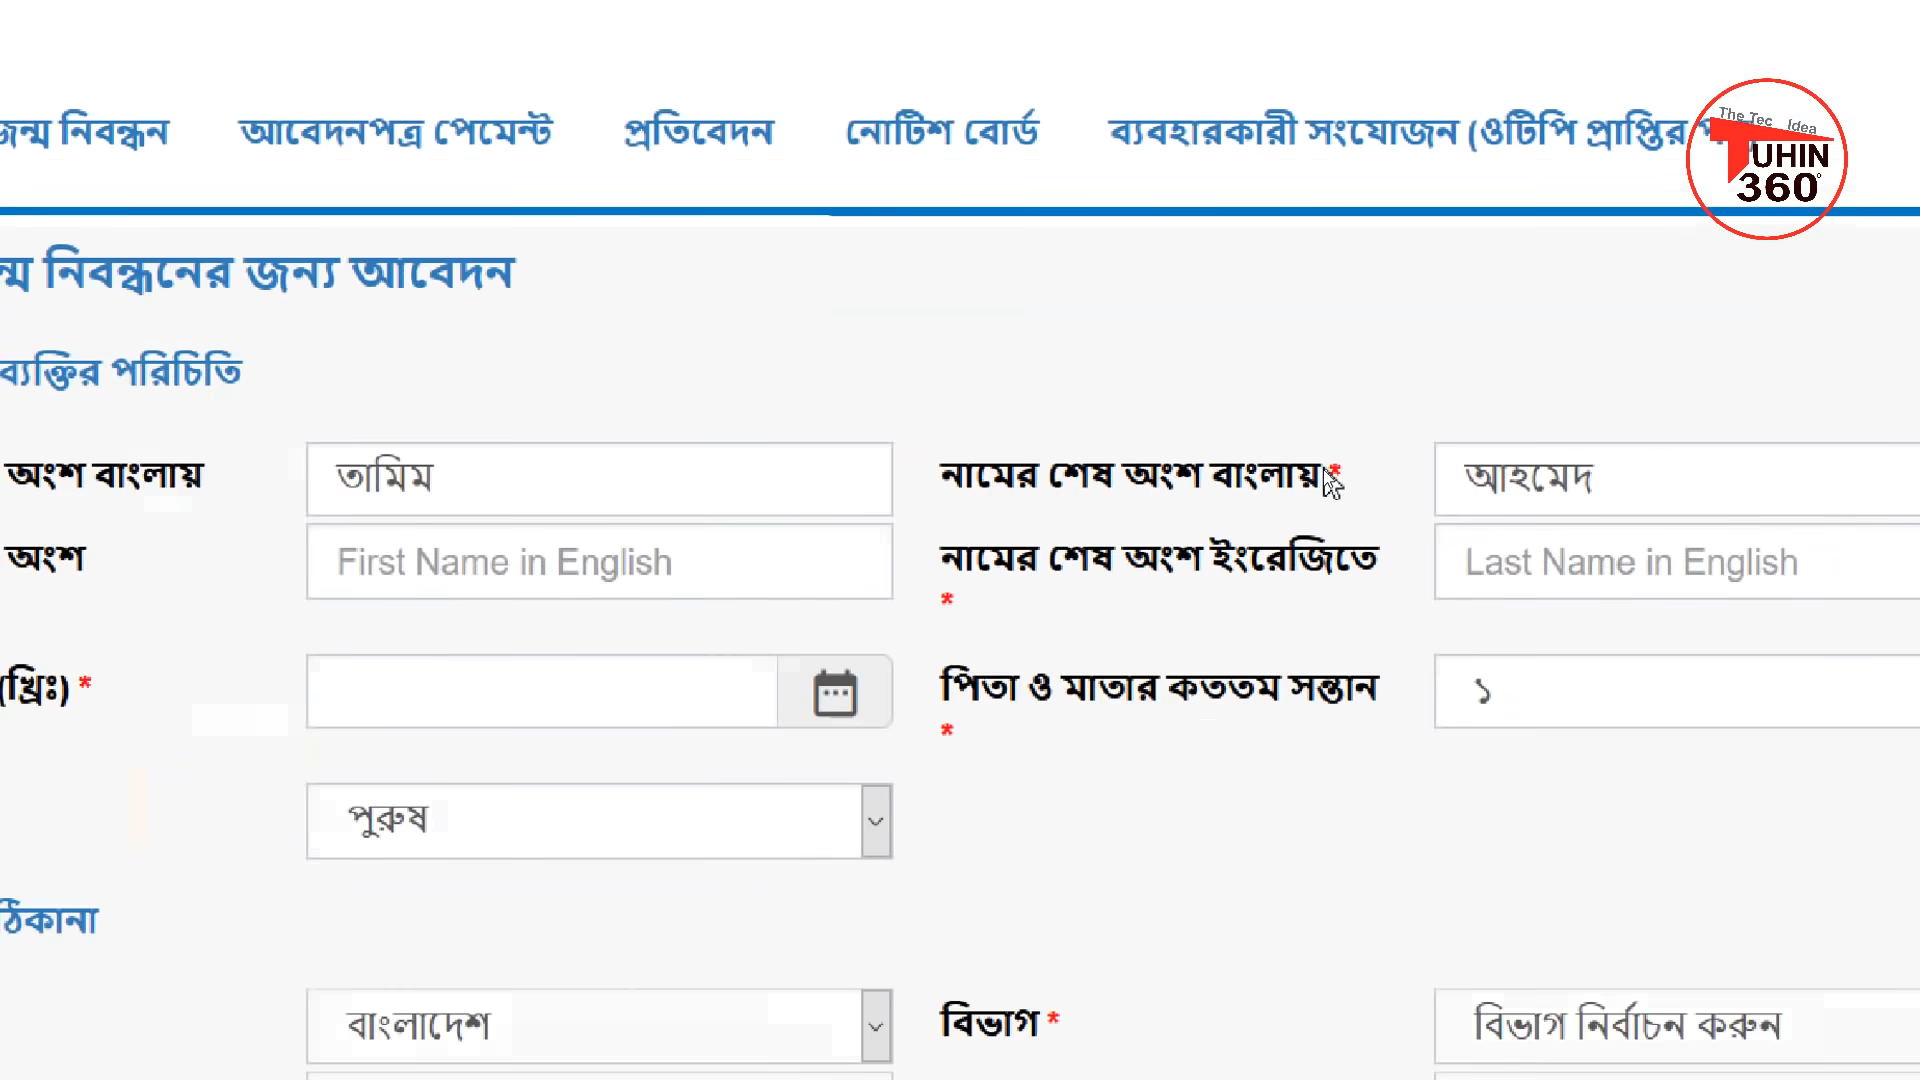 জন্ম নিবন্ধন আবেদনপত্র পেমেন্ট প্রতিবেদন নোটিশ বোর্ড ব্যবহারকারী সংযোজন (ওটিপি প্রাপ্তির
The Tec Idea
TUHIN
360°
ন্ম নিবন্ধনের জন্য আবেদন
ব্যক্তির পরিচিতি
অংশ বাংলায় তামিম নামের শেষ অংশ বাংলায় * আহমেদ
অংশ First Name in English নামের শেষ অংশ ইংরেজিতে * Last Name in English
(খ্রিঃ) * পিতা ও মাতার কততম সন্তান * ১
পুরুষ
ঠিকানা
বাংলাদেশ বিভাগ * বিভাগ নির্বাচন করুন